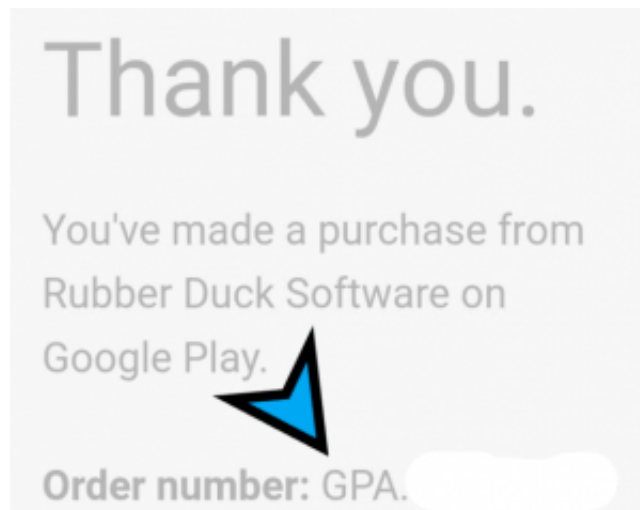 Thank you.
You've made a purchase from
Rubber Duck Software on
Google Play.
Order number: GPA.